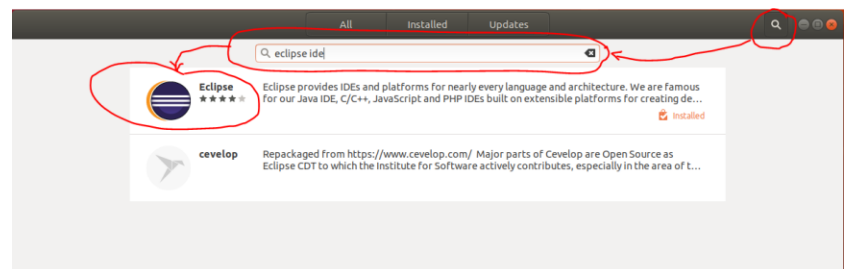 All Installed Updates
eclipse ide
Eclipse
Eclipse provides IDEs and platforms for nearly every language and architecture. We are famous
for our Java IDE, C/C++, JavaScript and PHP IDEs built on extensible platforms for creating de...
Installed
cevelop
Repackaged from https://www.cevelop.com/ Major parts of Cevelop are Open Source as
Eclipse CDT to which the Institute for Software actively contributes, especially in the area of t...